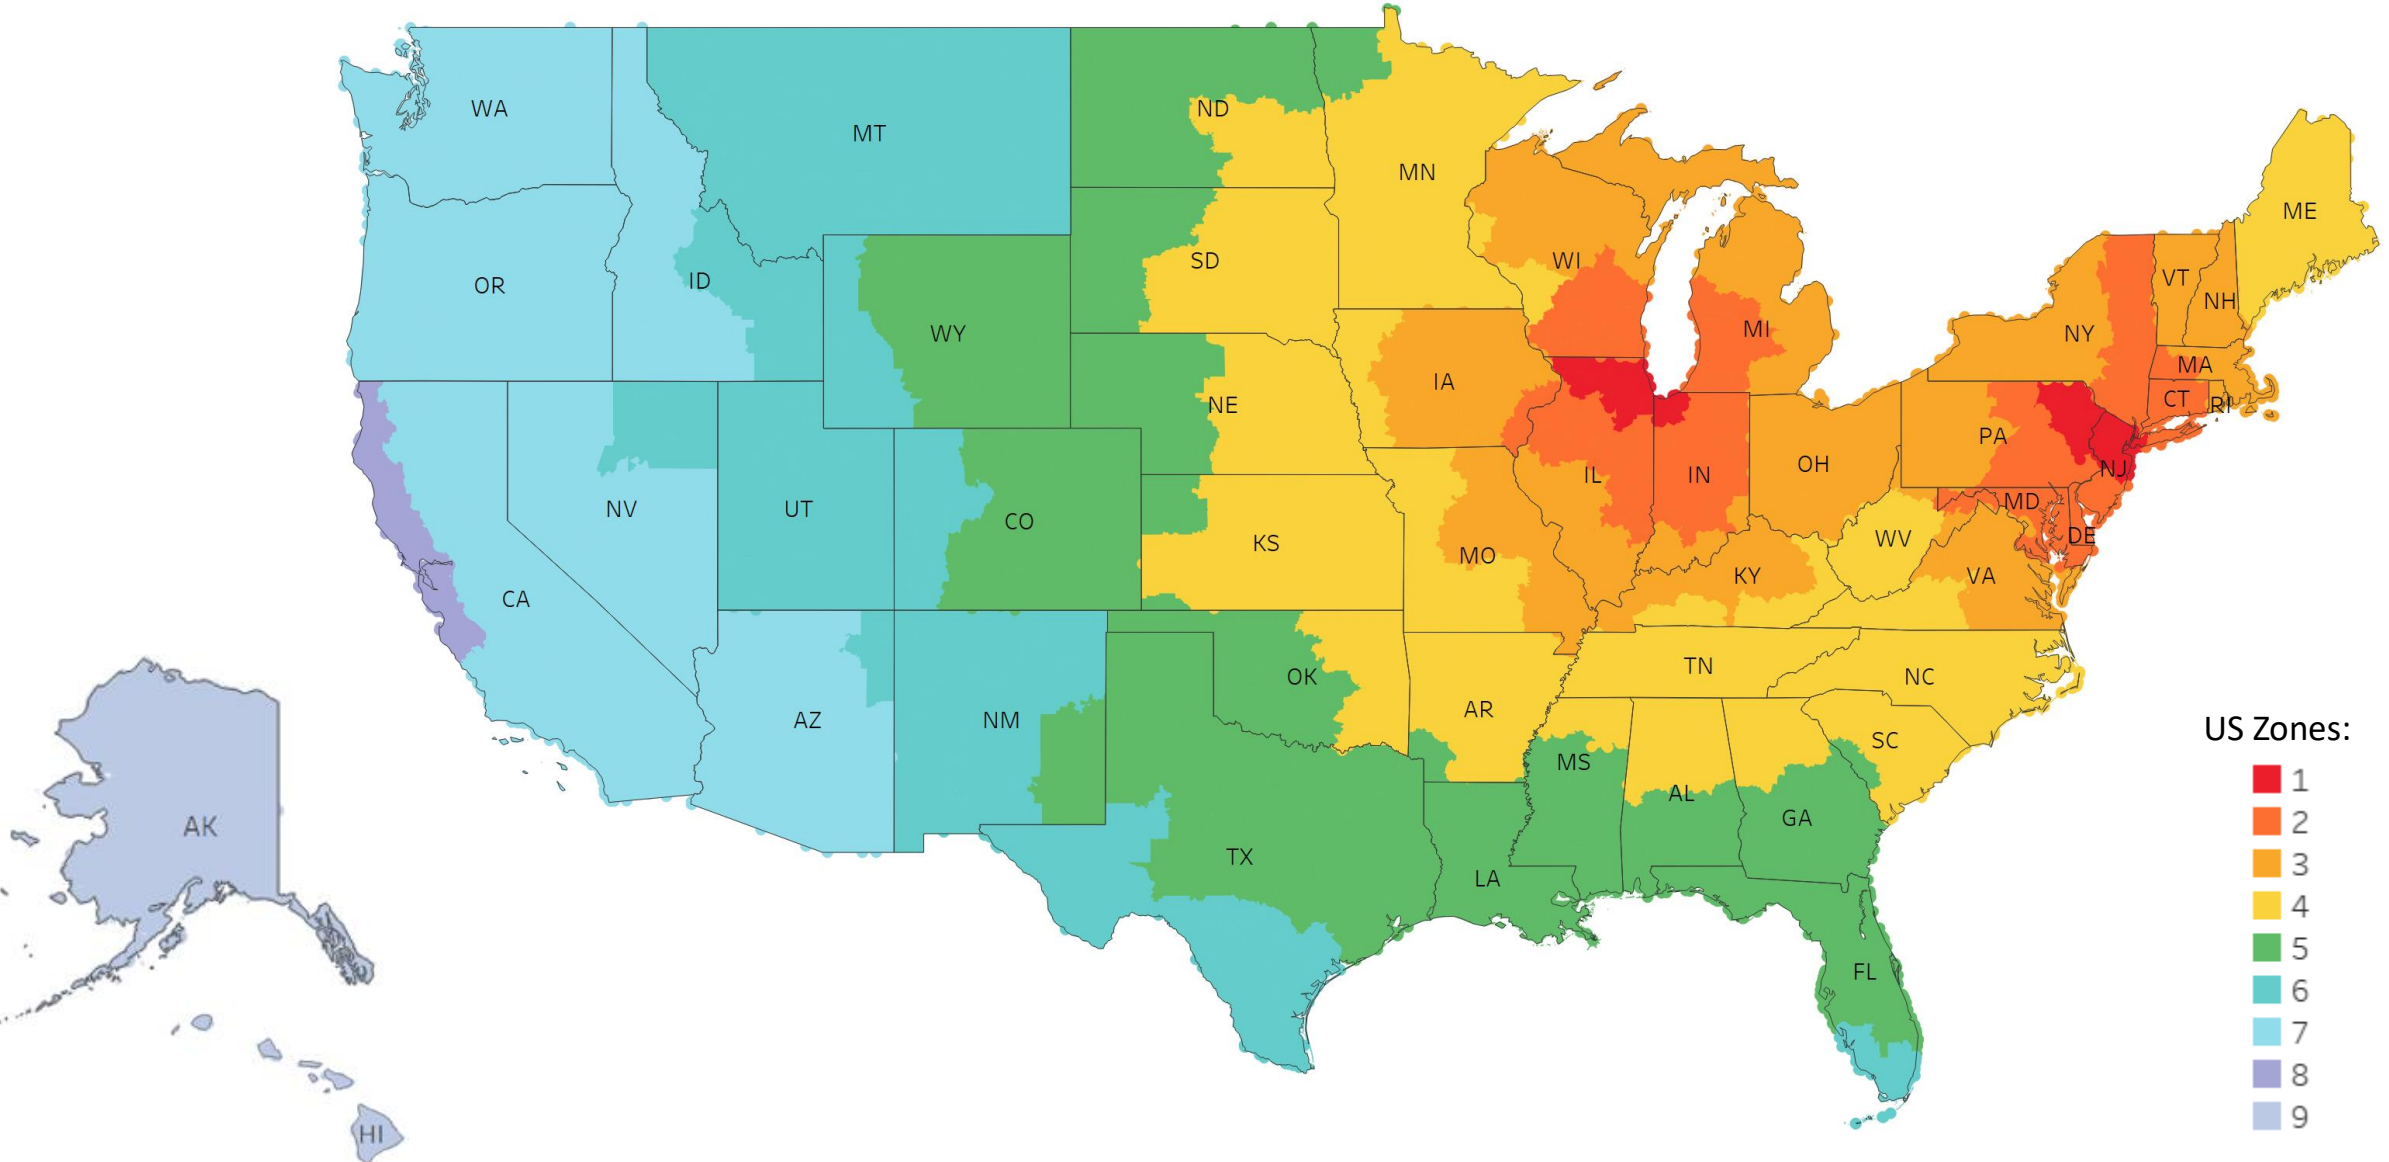 WA
MT
ND
MN
ME
OR
ID
SD
WI
VT
NH
WY
MI
NY
IA
MA
NE
CT
RI
PA
NV
UT
CO
IL
IN
OH
NJ
MD
CA
KS
MO
KY
WV
DE
VA
AZ
NM
OK
AR
TN
NC
MS
AL
GA
SC
TX
LA
FL
AK
HI
US Zones:
1
2
3
4
5
6
7
8
9